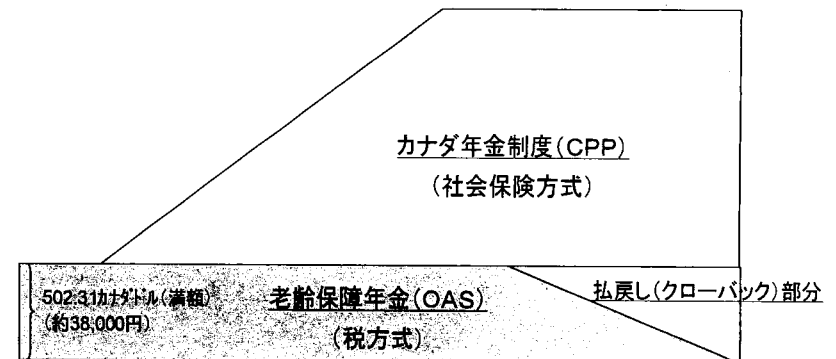 カナダ年金制度(CPP)
(社会保険方式)
502.31カナダドル(満額)
(約38,000円)
老齢保障年金(OAS)
(税方式)
払戻し(クローバック)部分